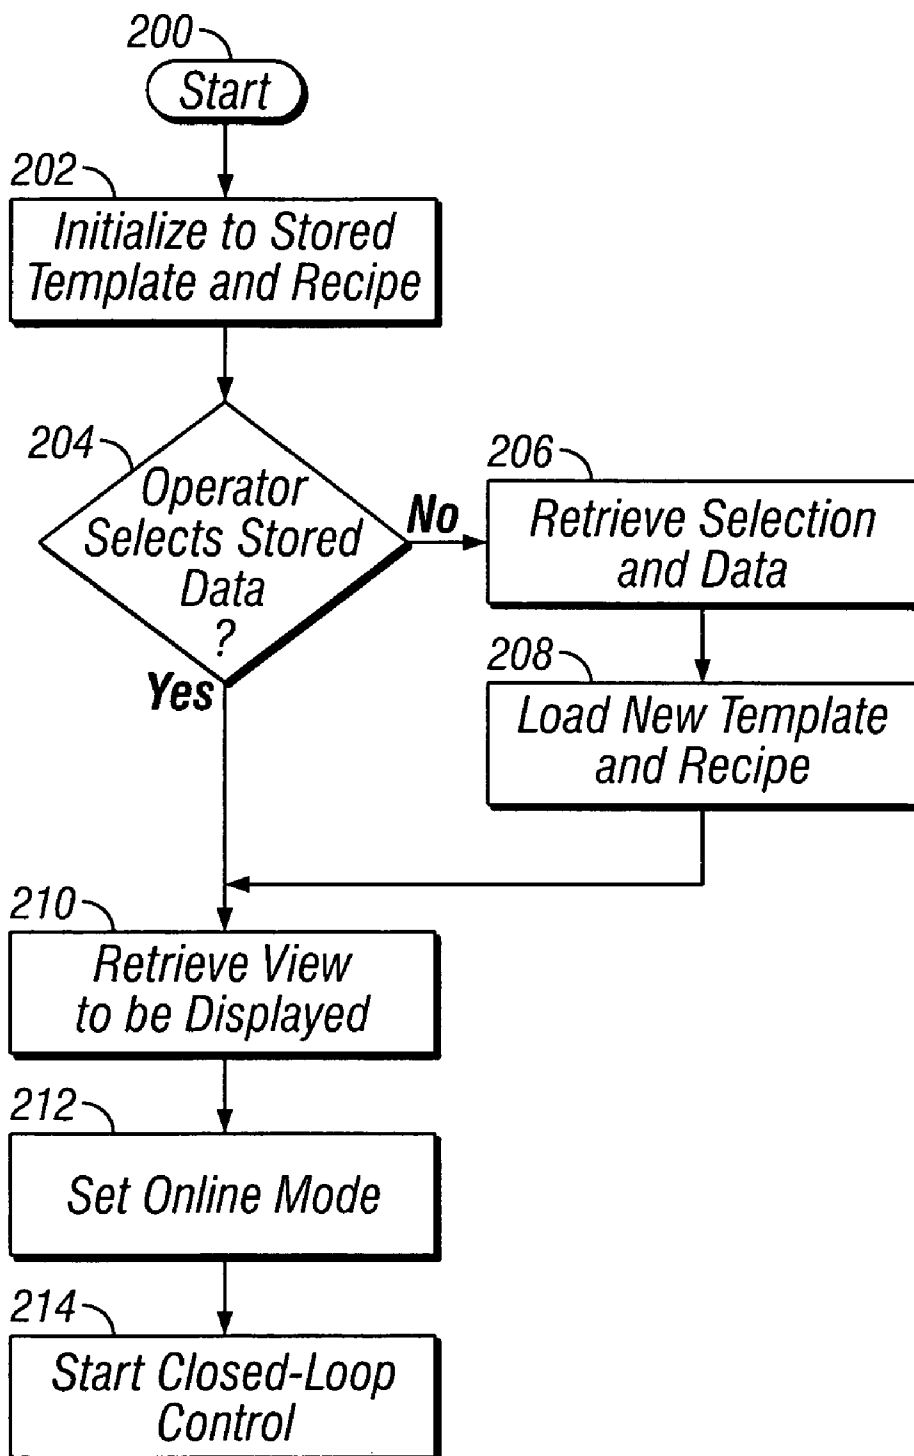 200
Start
202
Initialize to Stored
Template and Recipe
204
Operator
Selects Stored
Data
?
No
Yes
206
Retrieve Selection
and Data
208
Load New Template
and Recipe
210
Retrieve View
to be Displayed
212
Set Online Mode
214
Start Closed-Loop
Control